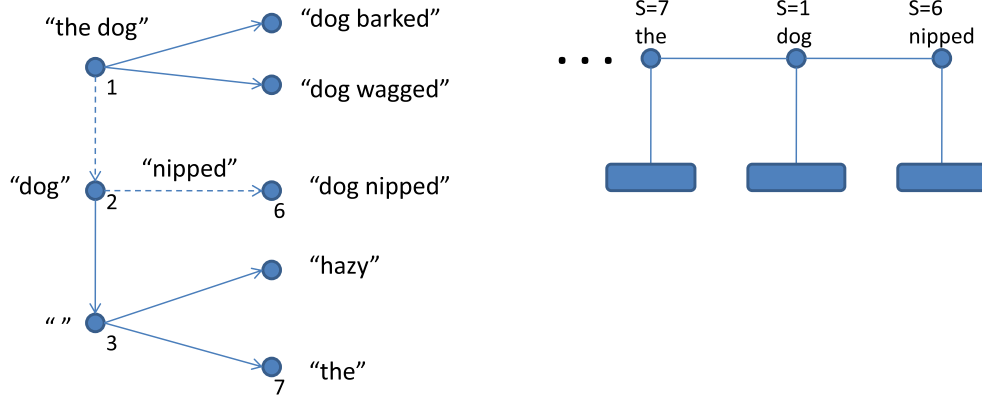 “the dog”
1
“dog barked”
“dog wagged”
“dog”
2
“nipped”
6
“dog nipped”
“ ”
3
“hazy”
7
“the”
. . .
S=7
the
S=1
dog
S=6
nipped